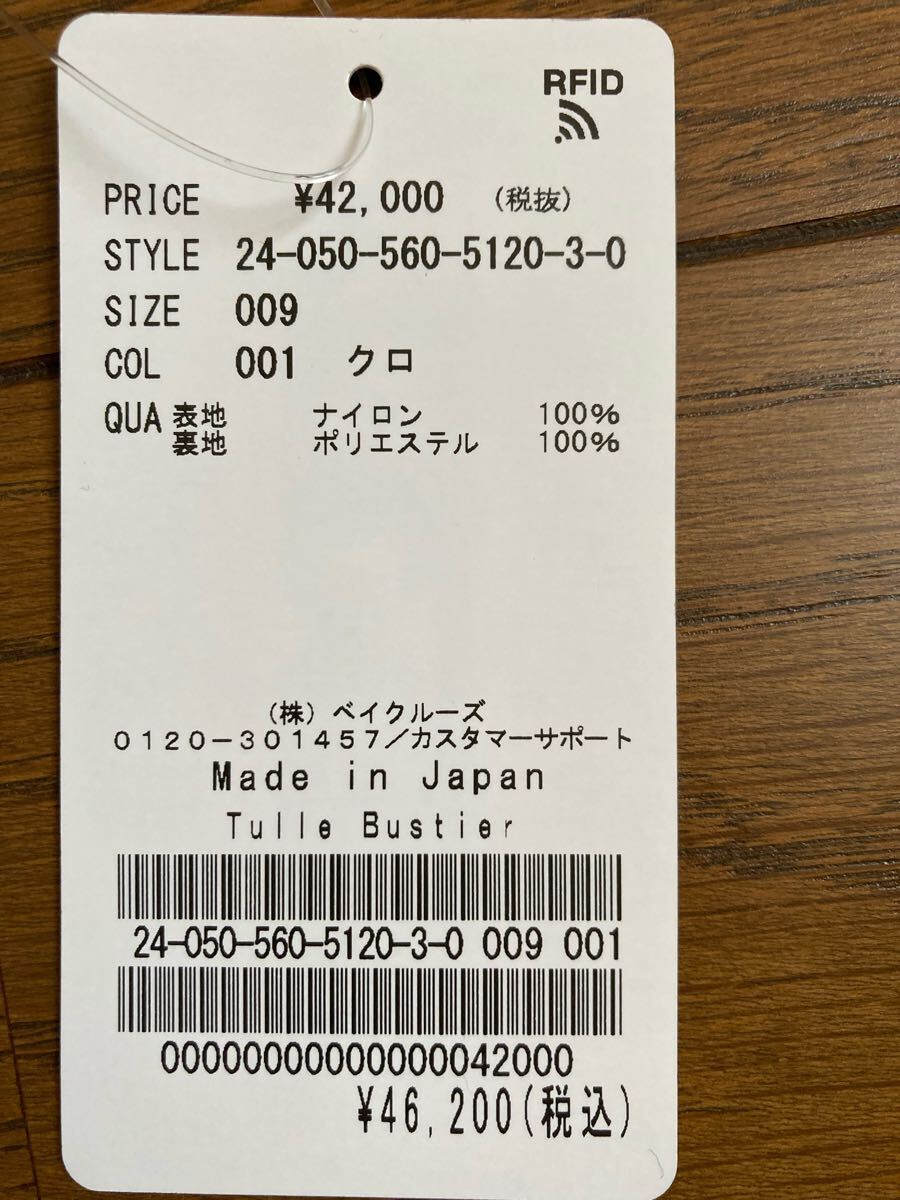 RFID
PRICE ¥42,000 (税抜)
STYLE 24-050-560-5120-3-0
SIZE 009
COL 001 クロ
QUA 表地 ナイロン 100%
裏地 ポリエステル 100%
(株) ベイクルーズ
0120-301457/カスタマーサポート
Made in Japan
Tulle Bustier
24-050-560-5120-3-0 009 001
00000000000000042000
¥46,200(税込)